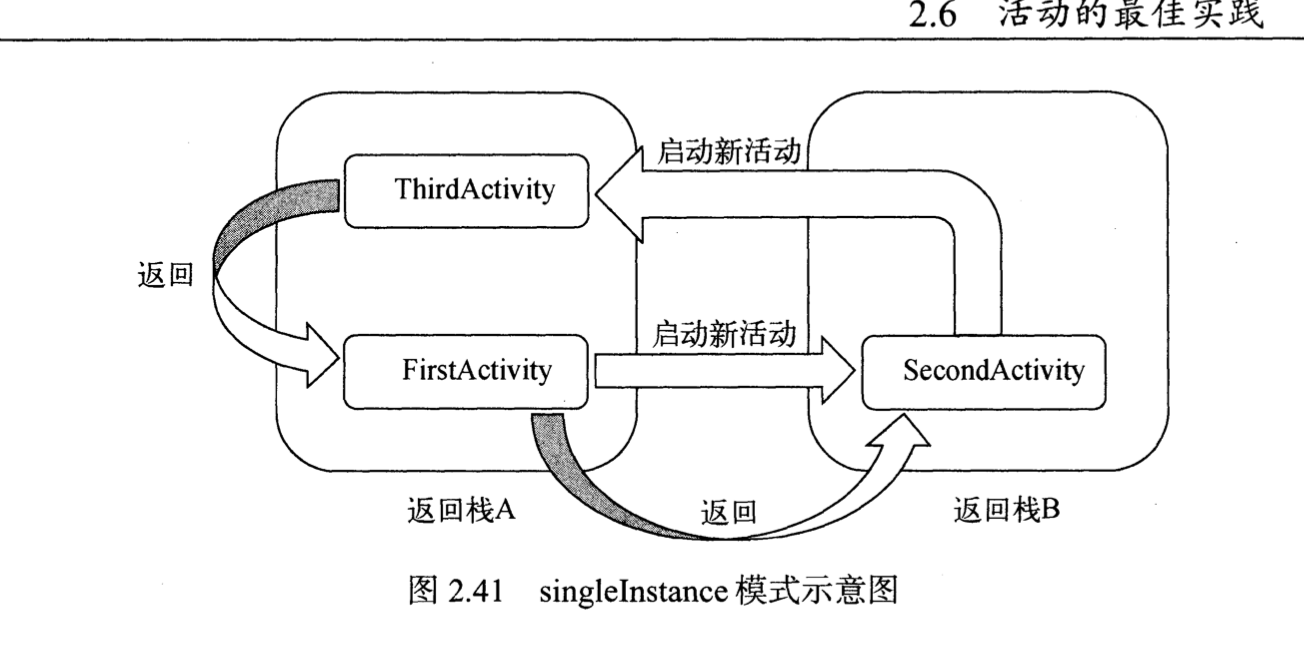 2.6 活动的最佳实践
启动新活动
ThirdActivity
返回
启动新活动
FirstActivity
SecondActivity
返回栈A
返回
返回栈B
图 2.41 singleInstance 模式示意图